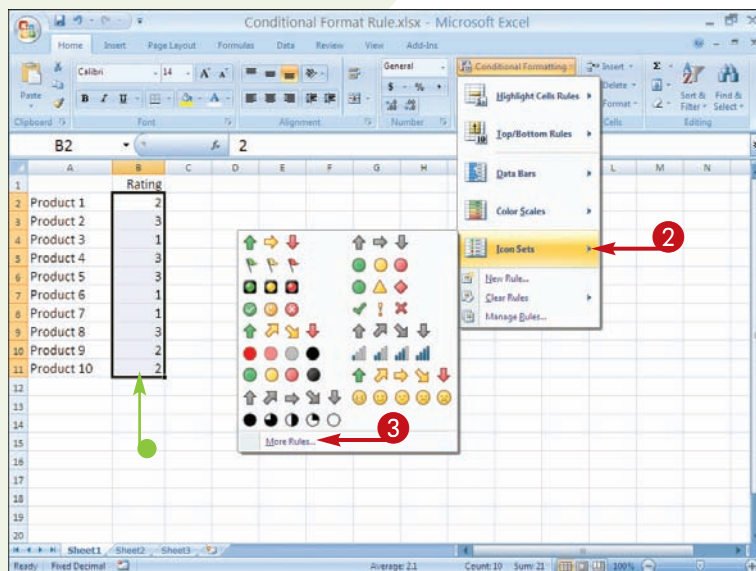 Conditional Format Rule.xlsx - Microsoft Excel
Home Insert Page Layout Formulas Data Review View Add-Ins
Paste
Calibri 14 A A
B I U A
General
$ % ,
Conditional Formatting
Insert
Delete
Format
Σ
Sort & Filter
Find & Select
Clipboard Font Alignment Number Cells Editing
Highlight Cells Rules
Top/Bottom Rules
Data Bars
Color Scales
Icon Sets
New Rule...
Clear Rules
Manage Rules...
B2 fx 2
A B C D E F G H L M N
1 Rating
2 Product 1 2
3 Product 2 3
4 Product 3 1
5 Product 4 3
6 Product 5 3
7 Product 6 1
8 Product 7 1
9 Product 8 3
10 Product 9 2
11 Product 10 2
12
13
14
15
16
17
18
19
20
More Rules...
2
3
Sheet1 Sheet2 Sheet3
Ready Fixed Decimal Average: 2.1 Count: 10 Sum: 21 100%